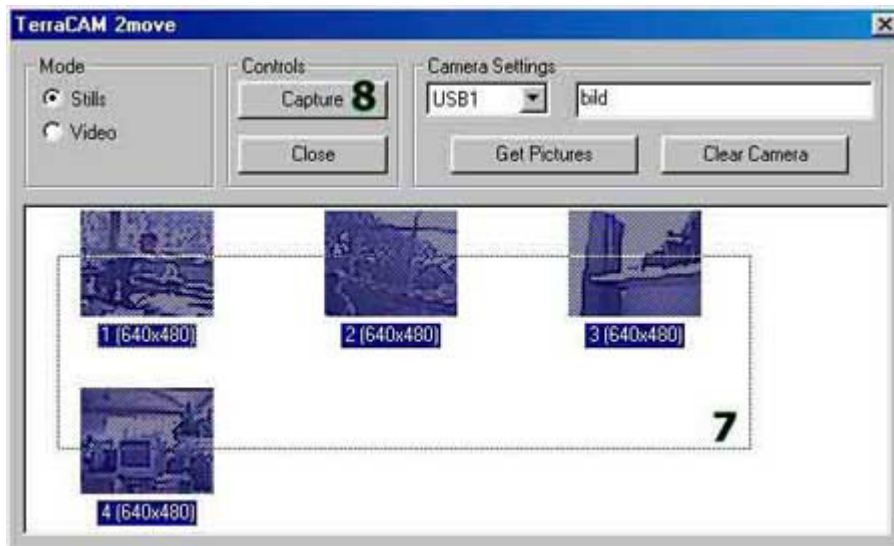 TerraCAM 2move
Mode
Stills
Video
Controls
Capture 8
Close
Camera Settings
USB1
bild
Get Pictures
Clear Camera
1 (640x480)
2 (640x480)
3 (640x480)
7
4 (640x480)